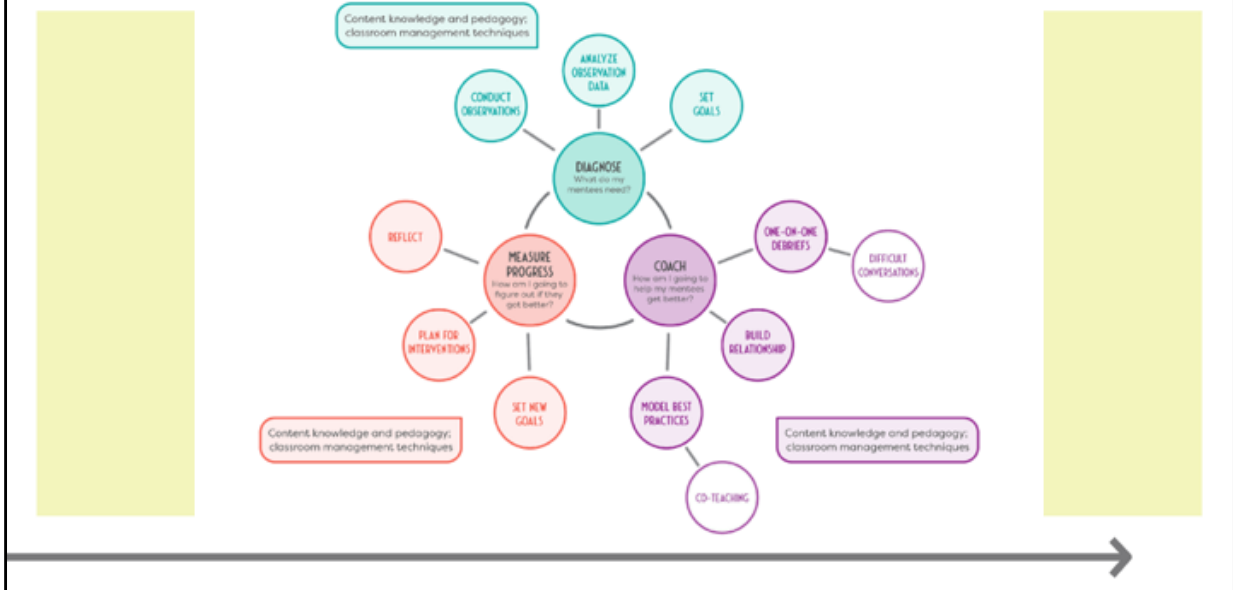 Content knowledge and pedagogy;
classroom management techniques
ANALYZE
OBSERVATION
DATA
CONDUCT
OBSERVATIONS
SET
GOALS
DIAGNOSE
What do my
mentees need?
REFLECT
MEASURE
PROGRESS
How am I going to
figure out if they
got better?
COACH
How am I going to
help my mentees
get better?
ONE-ON-ONE
DEBRIEFS
DIFFICULT
CONVERSATIONS
PLAN FOR
INTERVENTIONS
BUILD
RELATIONSHIP
SET NEW
GOALS
MODEL BEST
PRACTICES
Content knowledge and pedagogy;
classroom management techniques
Content knowledge and pedagogy;
classroom management techniques
CO-TEACHING